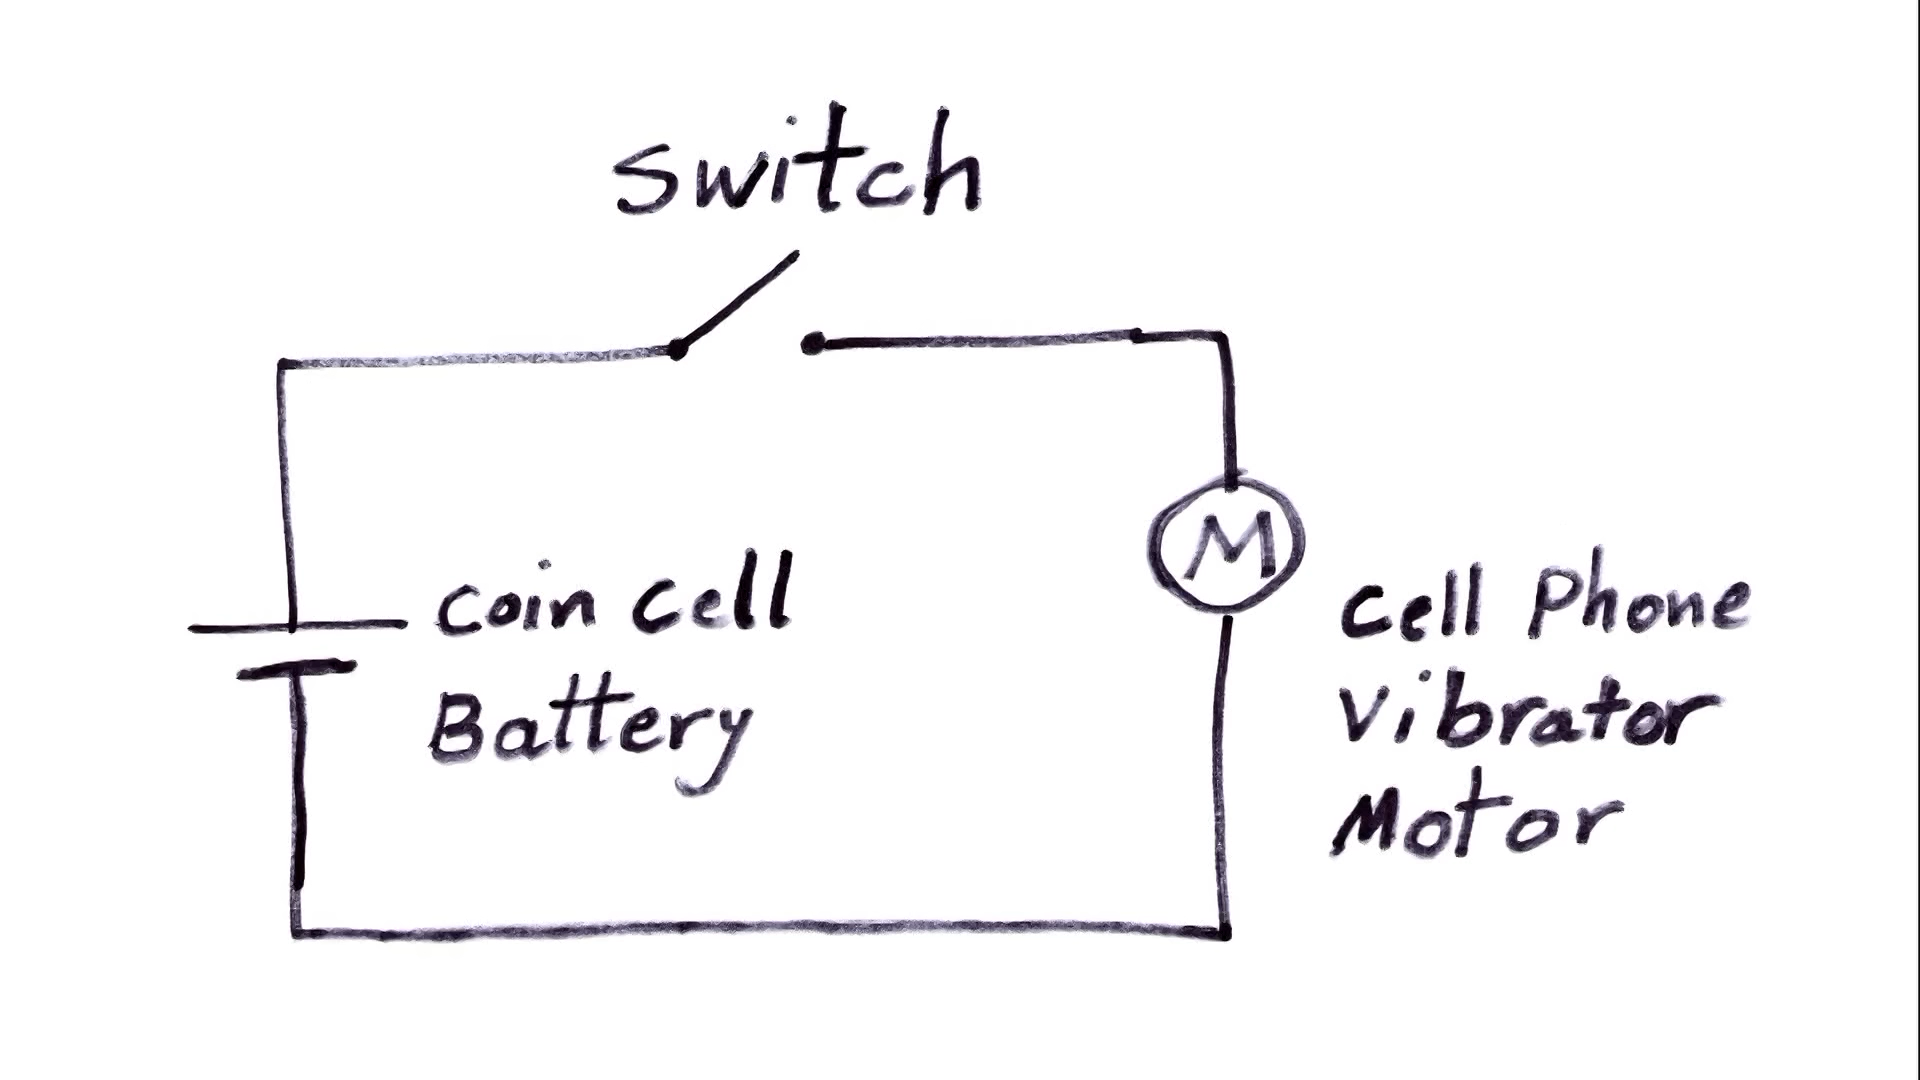 Switch
M
Coin Cell
Battery
Cell Phone
Vibrator
Motor